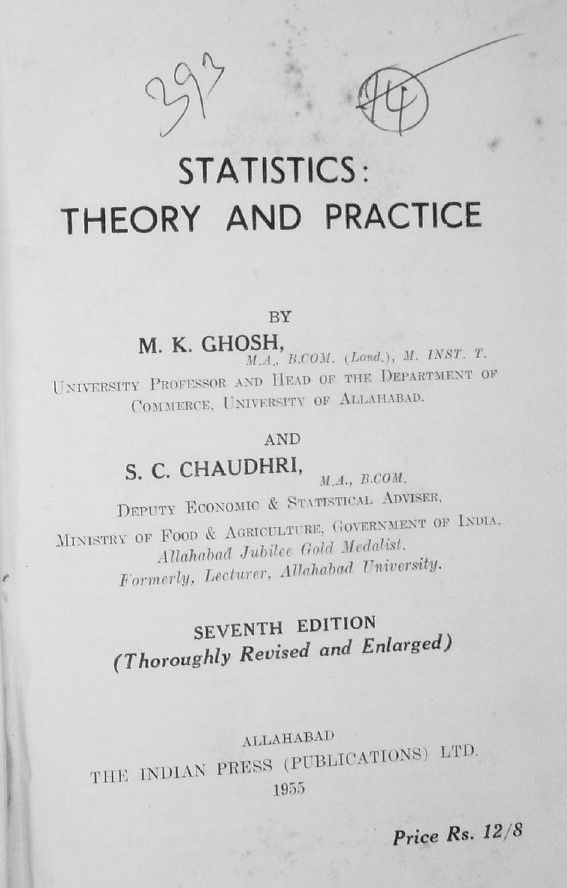 393
74
STATISTICS:
THEORY AND PRACTICE
BY
M. K. GHOSH,
M.A., B.COM. (Lond.), M. INST. T.
UNIVERSITY PROFESSOR AND HEAD OF THE DEPARTMENT OF
COMMERCE, UNIVERSITY OF ALLAHABAD.
AND
S. C. CHAUDHRI,
M.A., B.COM.
DEPUTY ECONOMIC & STATISTICAL ADVISER,
MINISTRY OF FOOD & AGRICULTURE, GOVERNMENT OF INDIA.
Allahabad Jubilee Gold Medalist.
Formerly, Lecturer, Allahabad University.
SEVENTH EDITION
(Thoroughly Revised and Enlarged)
ALLAHABAD
THE INDIAN PRESS (PUBLICATIONS) LTD.
1955
Price Rs. 12/8